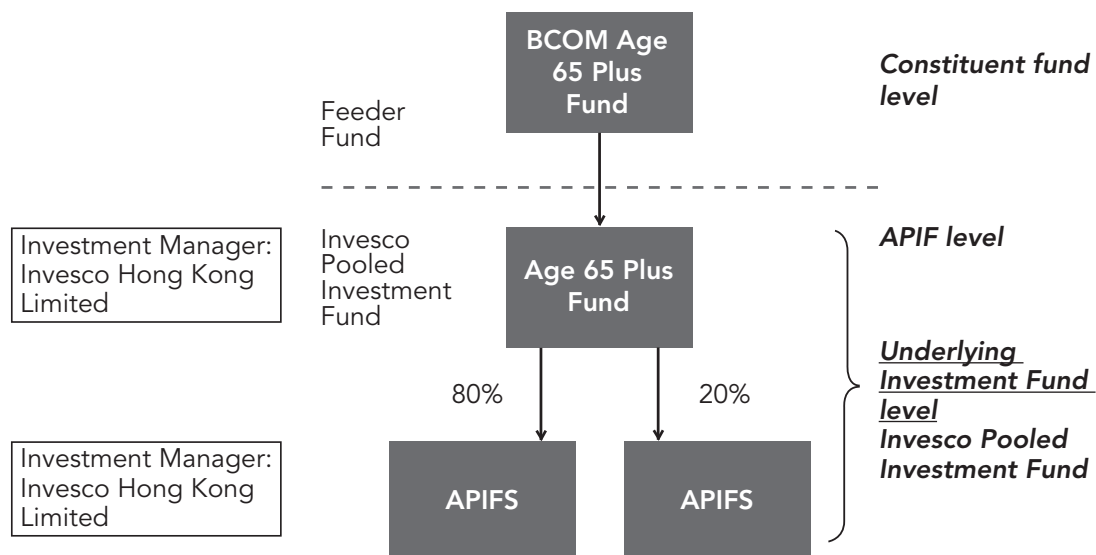 BCOM Age
65 Plus
Fund
Constituent fund
level
Feeder
Fund
Investment Manager:
Invesco Hong Kong
Limited
Invesco
Pooled
Investment
Fund
Age 65 Plus
Fund
APIF level
80%
20%
Underlying
Investment Fund
level
Invesco Pooled
Investment Fund
Investment Manager:
Invesco Hong Kong
Limited
APIFS
APIFS